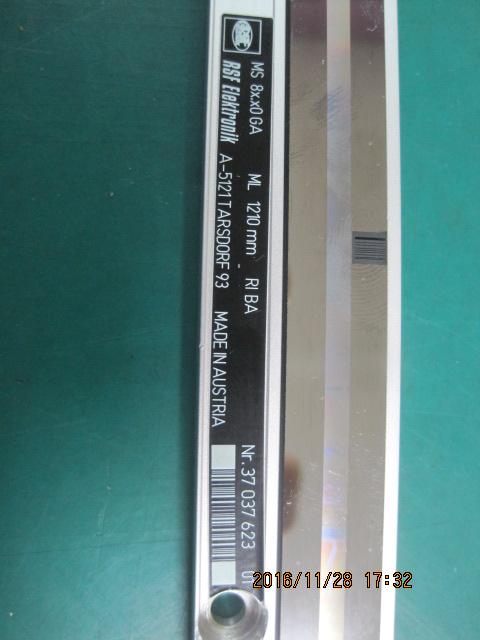 MS 8x.x0 GA ML 1210 mm RI BA Nr. 37 037 623 01
RSF Elektronik A-5121 TARSDORF 93 MADE IN AUSTRIA
2016/11/28 17:32